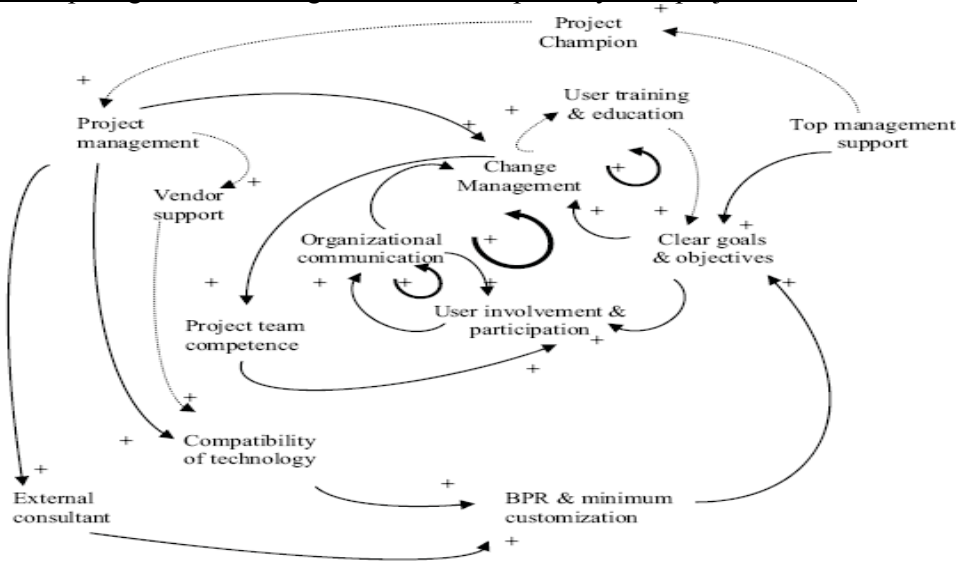 Project
Champion
+
+
User training
& education
+
+
Project
management
Top management
support
Change
Management
+
+
Vendor
support
+
+
+
Organizational
communication
+
Clear goals
& objectives
+
+
+
+
+
+
User involvement &
participation
+
Project team
competence
+
+
+
Compatibility
of technology
+
+
External
consultant
BPR & minimum
customization
+